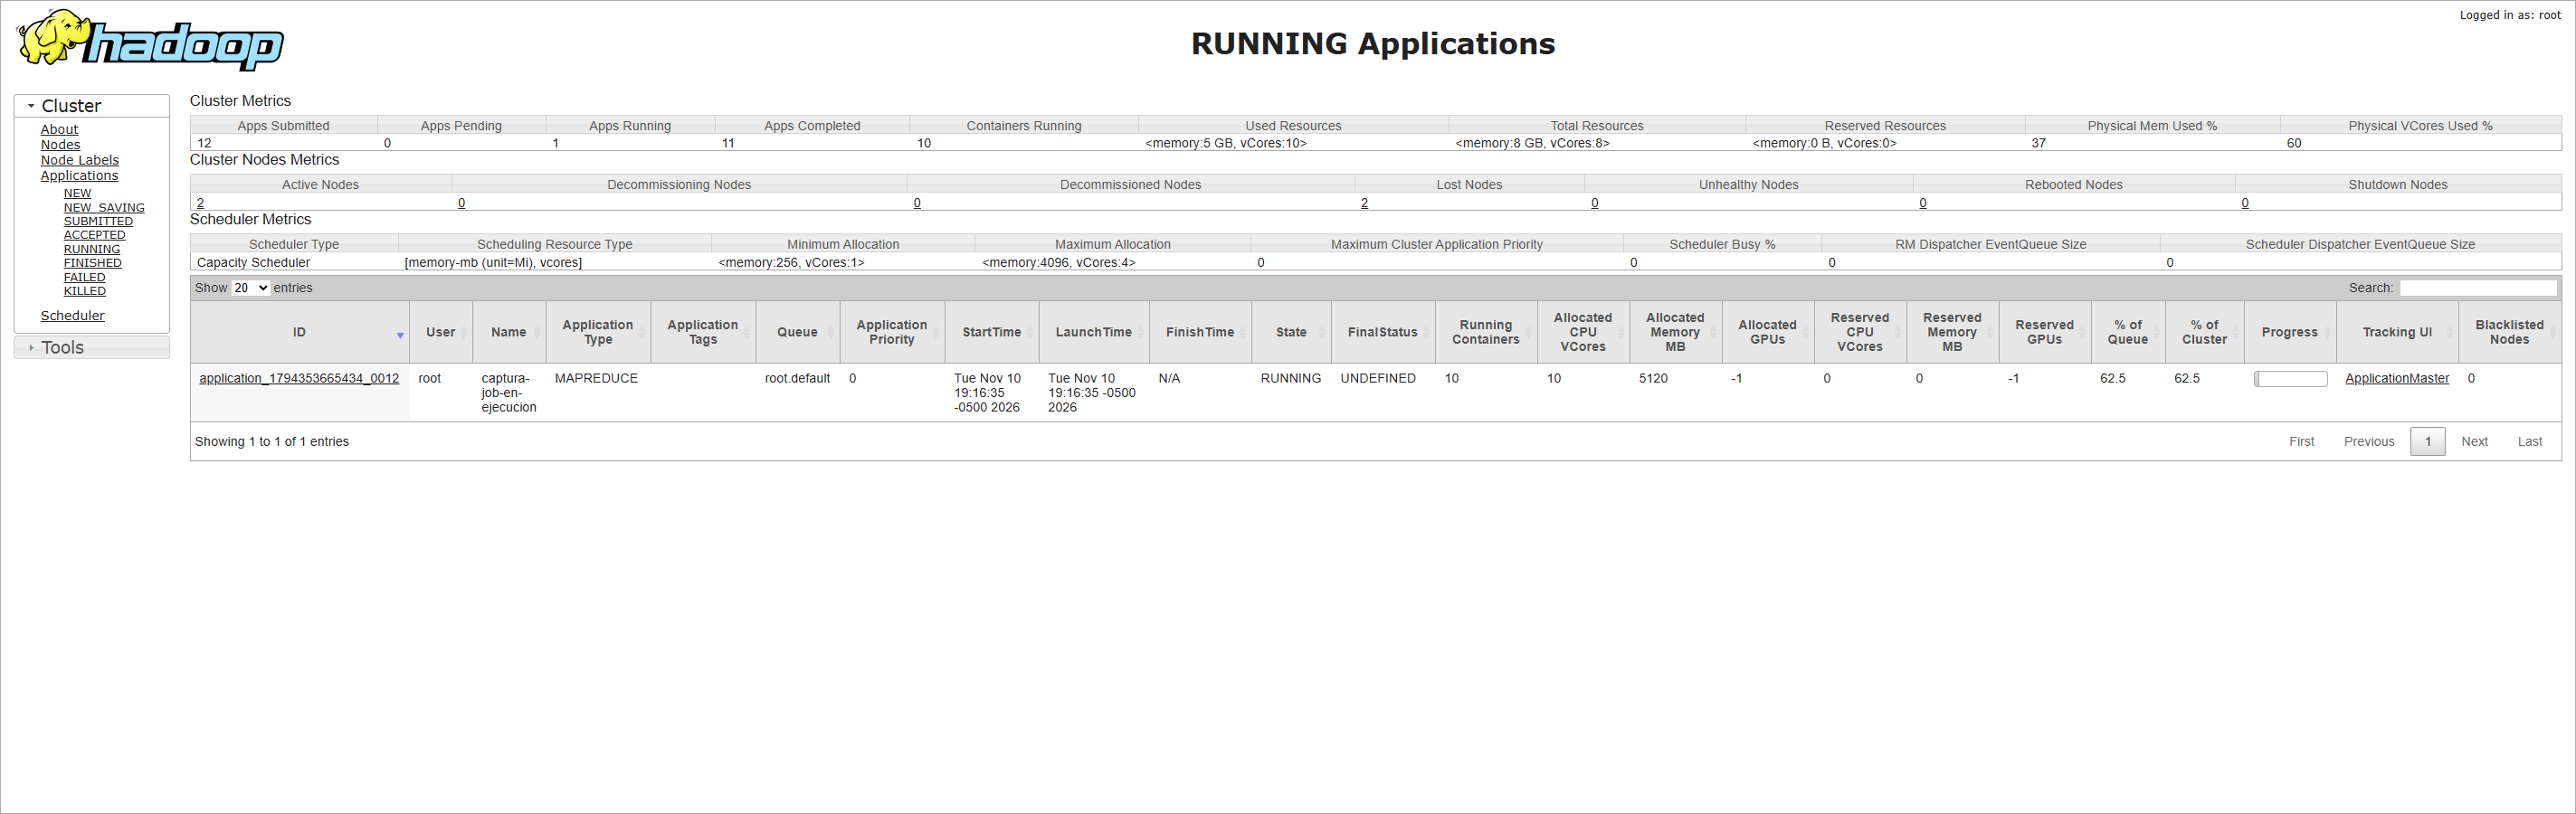 Logged in as: root
hadoop
RUNNING Applications
Cluster
About
Nodes
Node Labels
Applications
NEW
NEW_SAVING
SUBMITTED
ACCEPTED
RUNNING
FINISHED
FAILED
KILLED
Scheduler
Tools
Cluster Metrics
Apps Submitted Apps Pending Apps Running Apps Completed Containers Running Used Resources Total Resources Reserved Resources Physical Mem Used % Physical VCores Used %
12 0 1 11 10 <memory:5 GB, vCores:10> <memory:8 GB, vCores:8> <memory:0 B, vCores:0> 37 60
Cluster Nodes Metrics
Active Nodes Decommissioning Nodes Decommissioned Nodes Lost Nodes Unhealthy Nodes Rebooted Nodes Shutdown Nodes
2 0 0 2 0 0 0
Scheduler Metrics
Scheduler Type Scheduling Resource Type Minimum Allocation Maximum Allocation Maximum Cluster Application Priority Scheduler Busy % RM Dispatcher EventQueue Size Scheduler Dispatcher EventQueue Size
Capacity Scheduler [memory-mb (unit=Mi), vcores] <memory:256, vCores:1> <memory:4096, vCores:4> 0 0 0 0
Show 20 entries Search:
ID User Name Application Type Application Tags Queue Application Priority StartTime LaunchTime FinishTime State FinalStatus Running Containers Allocated CPU VCores Allocated Memory MB Allocated GPUs Reserved CPU VCores Reserved Memory MB Reserved GPUs % of Queue % of Cluster Progress Tracking UI Blacklisted Nodes
application_1794353665434_0012 root captura-job-en-ejecucion MAPREDUCE root.default 0 Tue Nov 10 19:16:35 -0500 2026 Tue Nov 10 19:16:35 -0500 2026 N/A RUNNING UNDEFINED 10 10 5120 -1 0 0 -1 62.5 62.5 ApplicationMaster 0
Showing 1 to 1 of 1 entries First Previous 1 Next Last